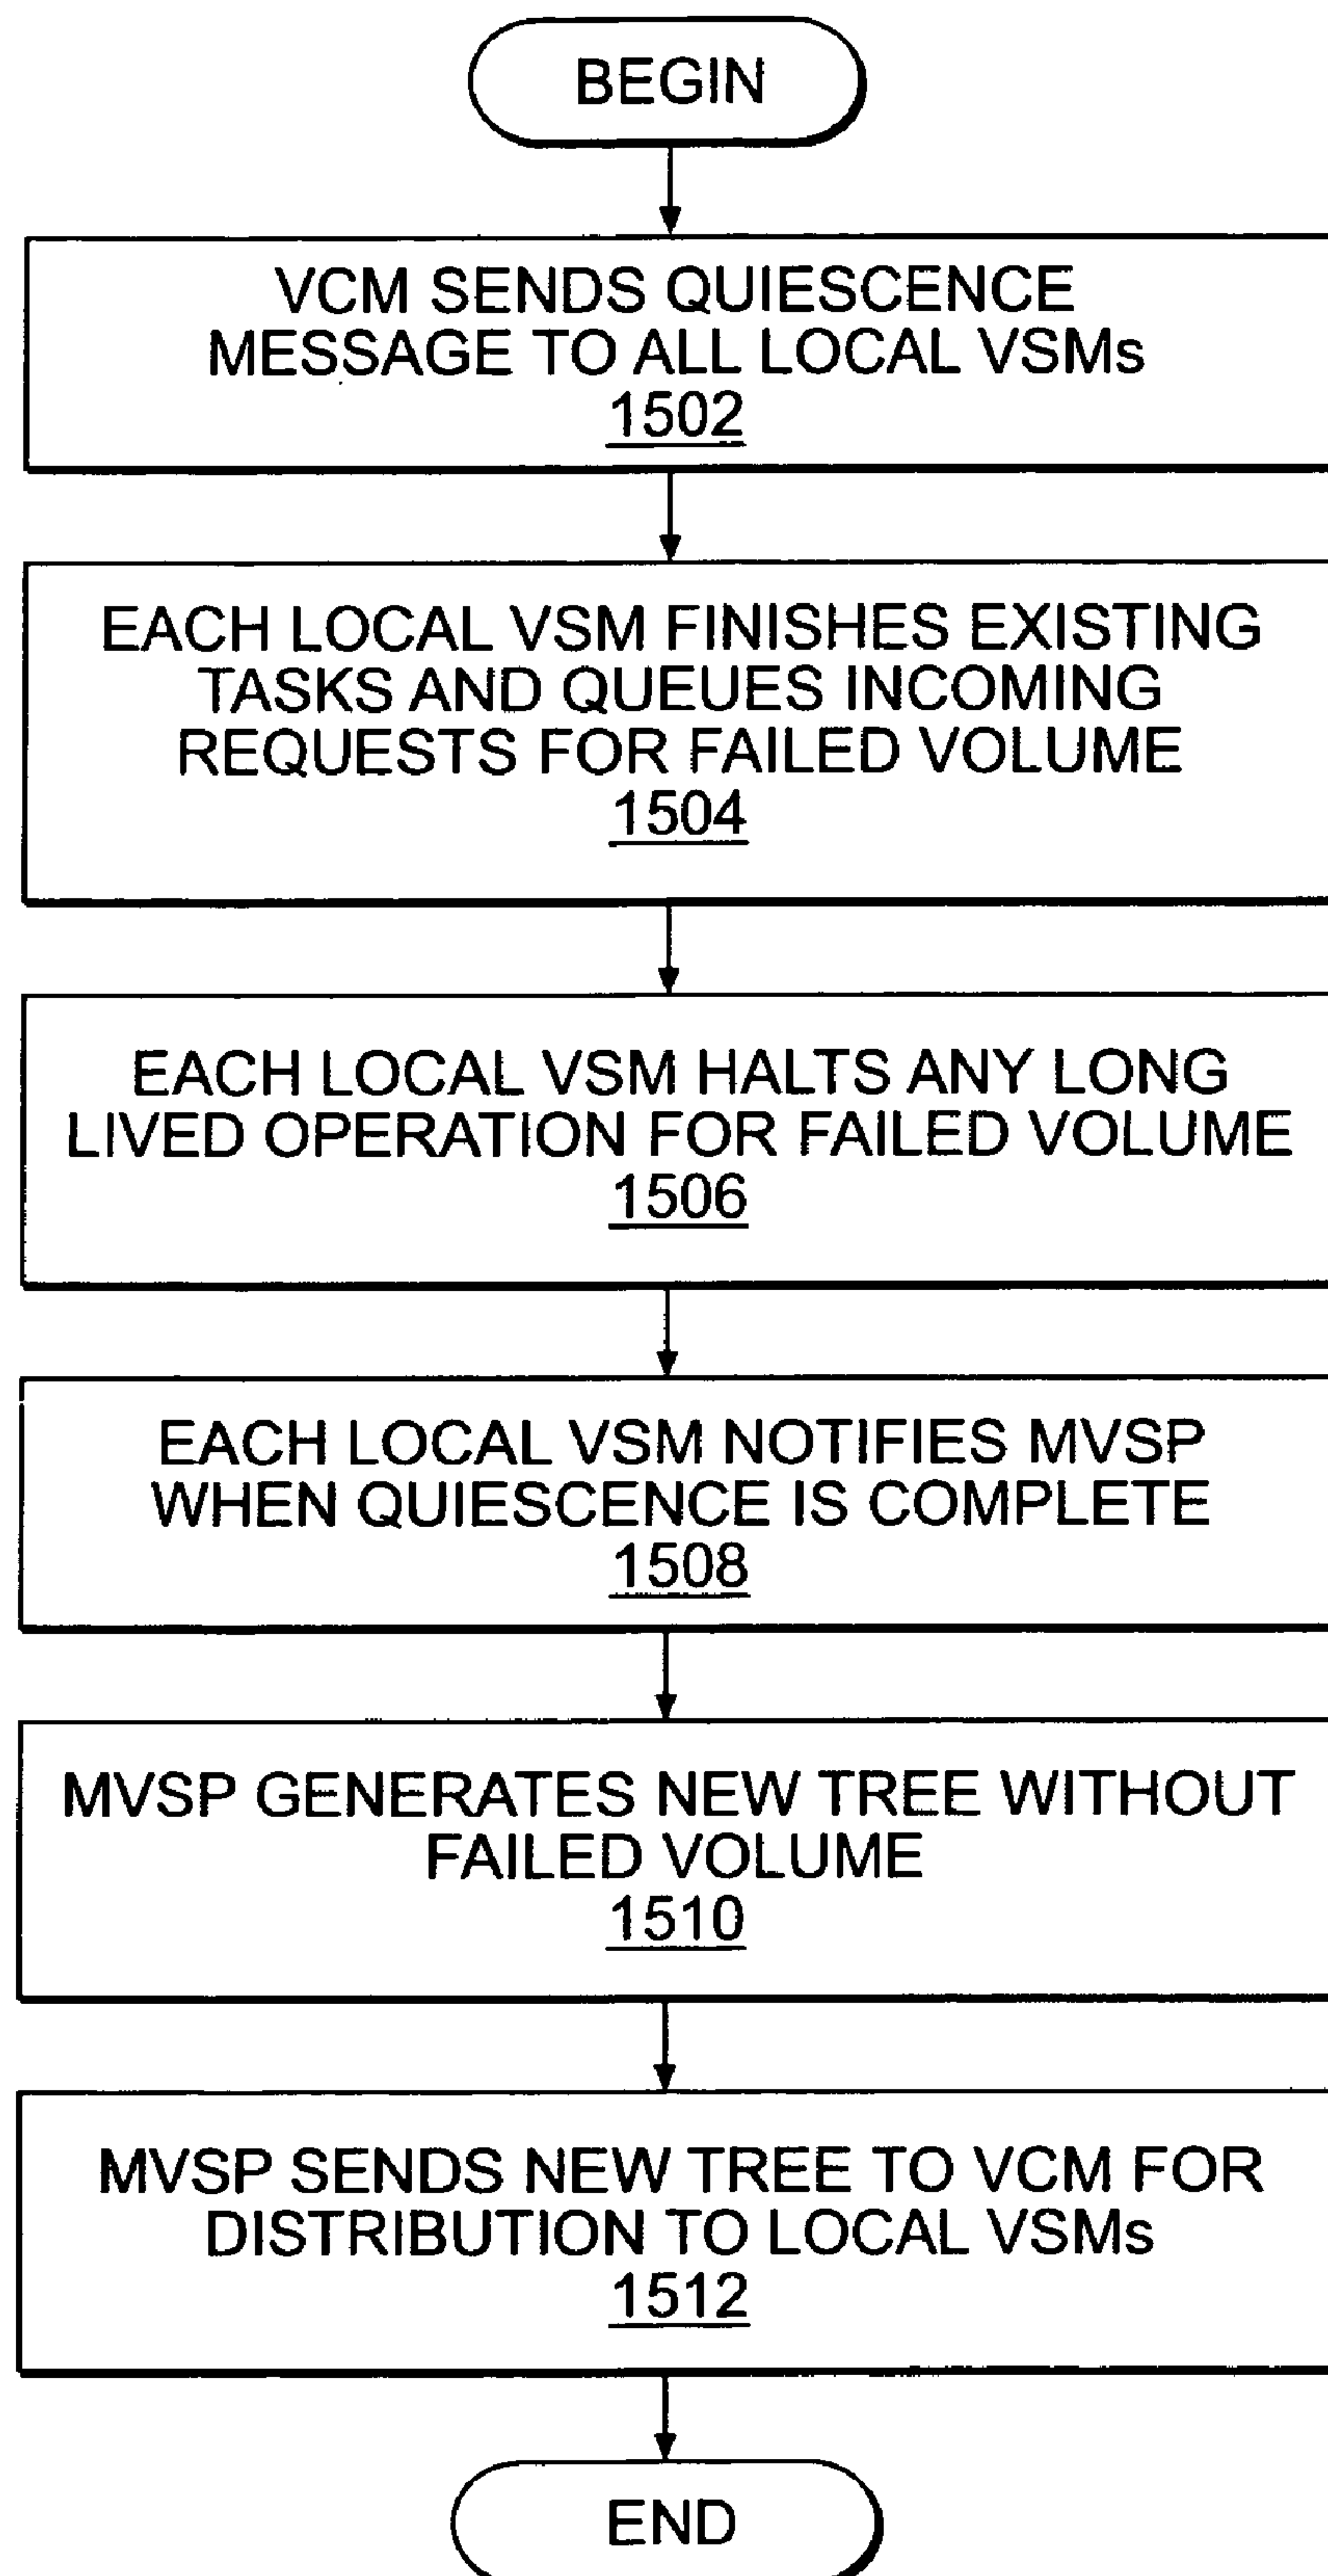 BEGIN
VCM SENDS QUIESCENCE
MESSAGE TO ALL LOCAL VSMs
1502
EACH LOCAL VSM FINISHES EXISTING
TASKS AND QUEUES INCOMING
REQUESTS FOR FAILED VOLUME
1504
EACH LOCAL VSM HALTS ANY LONG
LIVED OPERATION FOR FAILED VOLUME
1506
EACH LOCAL VSM NOTIFIES MVSP
WHEN QUIESCENCE IS COMPLETE
1508
MVSP GENERATES NEW TREE WITHOUT
FAILED VOLUME
1510
MVSP SENDS NEW TREE TO VCM FOR
DISTRIBUTION TO LOCAL VSMs
1512
END